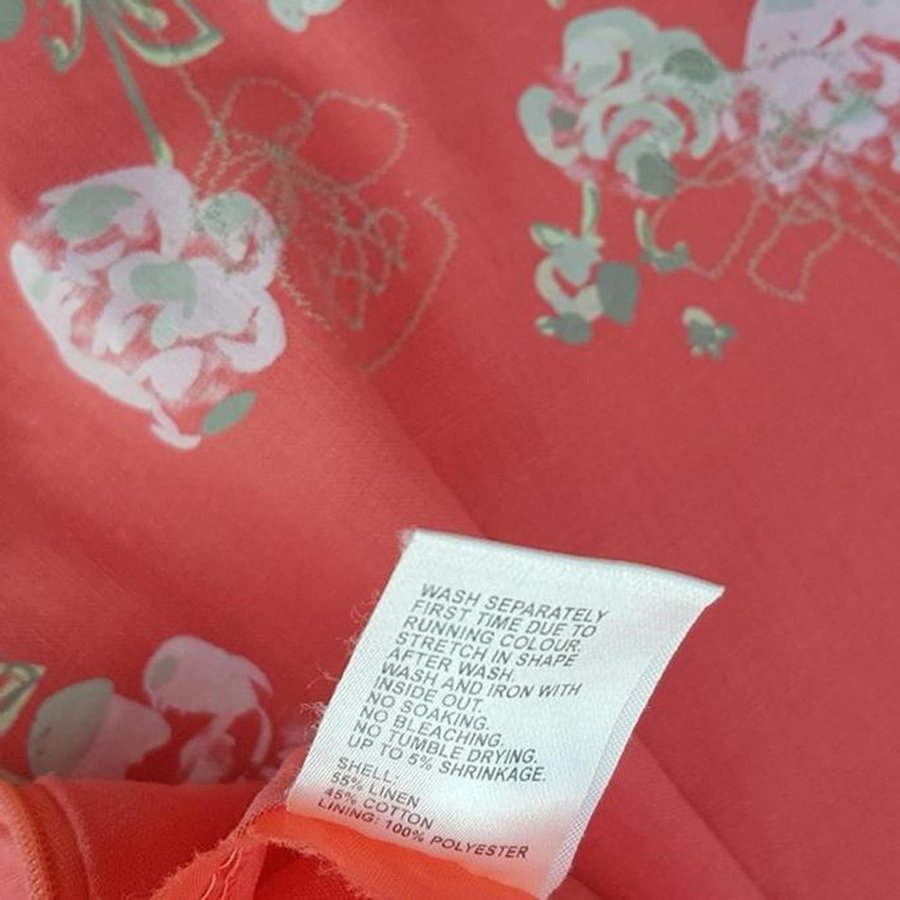 WASH SEPARATELY
FIRST TIME DUE TO
RUNNING COLOUR.
STRETCH IN SHAPE
AFTER WASH.
WASH AND IRON WITH
INSIDE OUT.
NO SOAKING.
NO BLEACHING.
NO TUMBLE DRYING.
UP TO 5% SHRINKAGE.
SHELL:
55% LINEN
45% COTTON
LINING: 100% POLYESTER